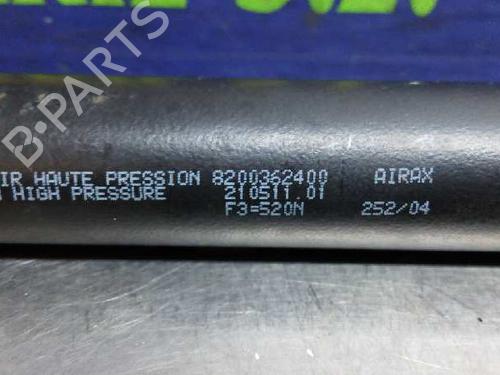 IR HAUTE PRESSION 8200362400 AIRAX
HIGH PRESSURE 210511.01
F3=520N 252/04
B-PARTS